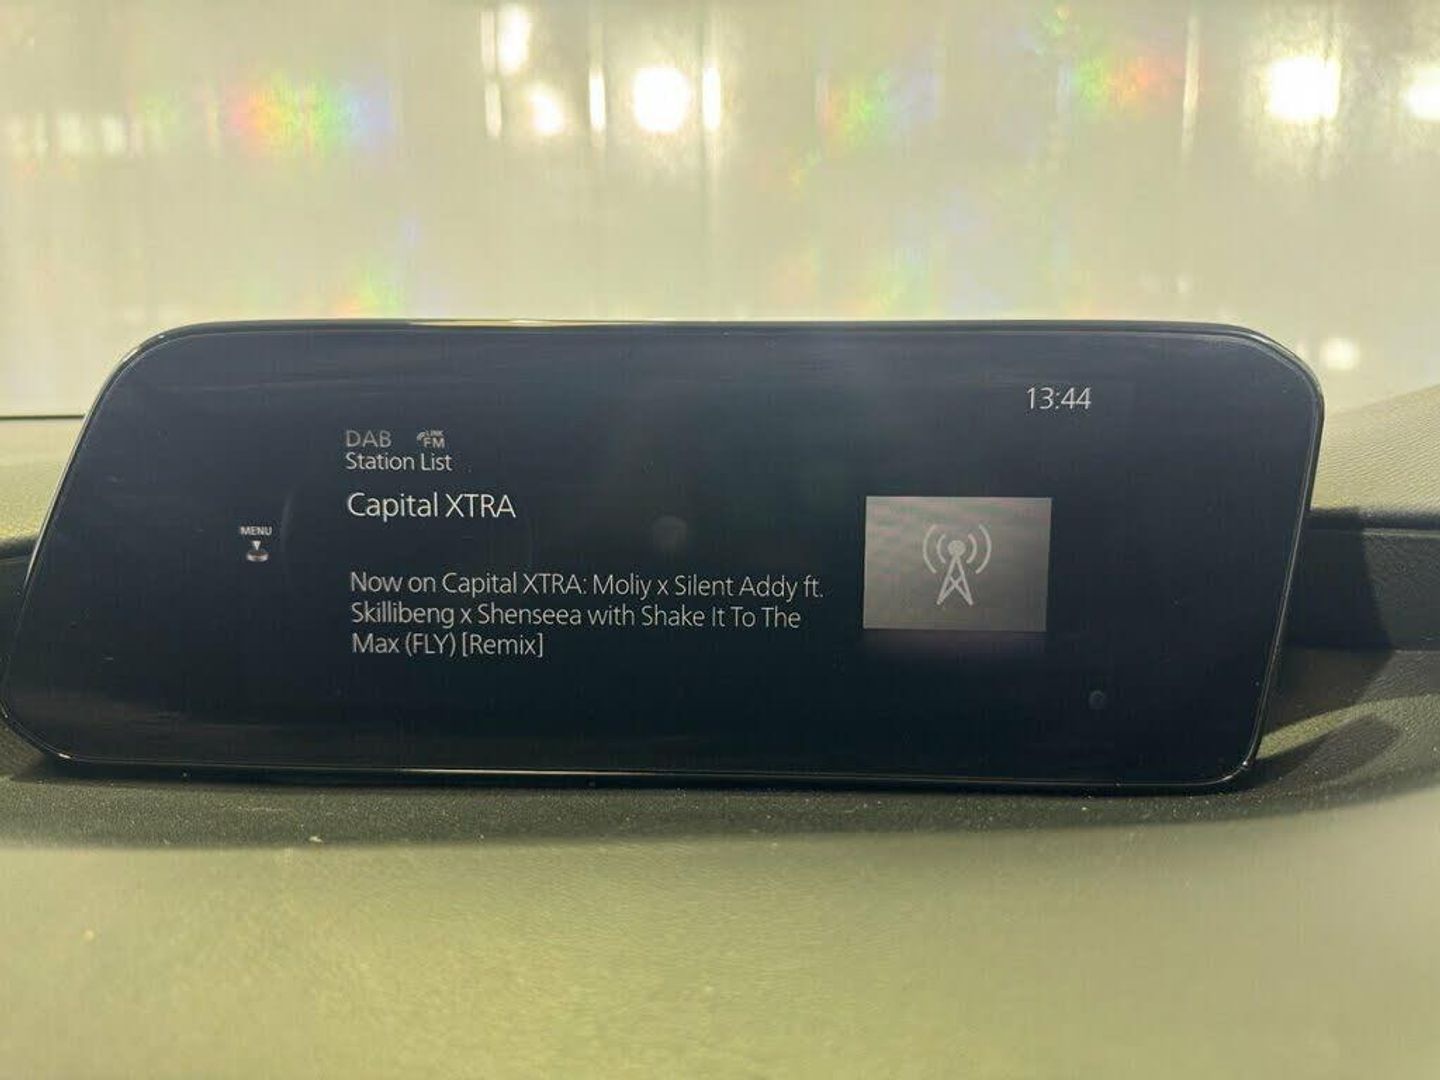 13:44
DAB LINK FM
Station List
Capital XTRA
MENU
Now on Capital XTRA: Moliy x Silent Addy ft.
Skillibeng x Shenseea with Shake It To The
Max (FLY) [Remix]